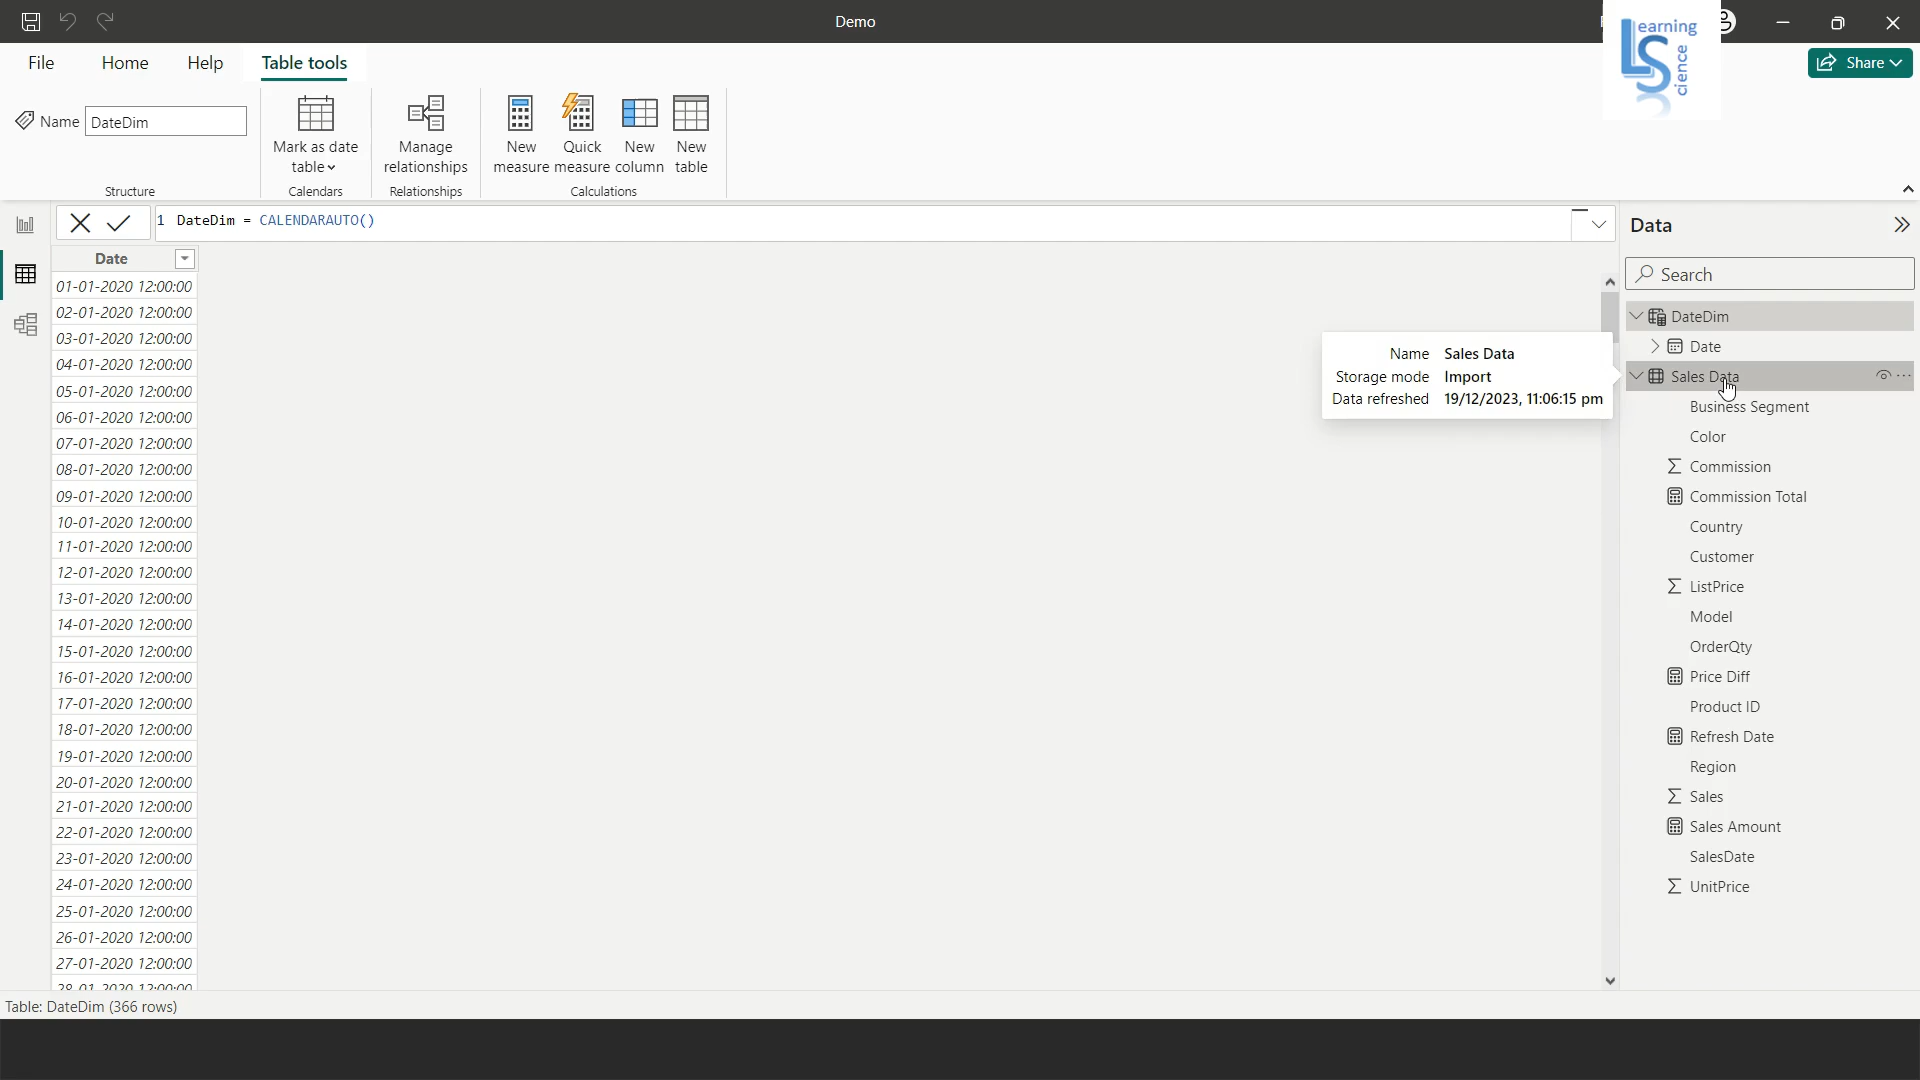 Demo
Learning
Science
File
Home
Help
Table tools
Share
Name DateDim
Mark as date
table
Manage
relationships
New
measure
Quick
measure
New
column
New
table
Structure
Calendars
Relationships
Calculations
1 DateDim = CALENDARAUTO()
Data
Date
Search
01-01-2020 12:00:00
02-01-2020 12:00:00
03-01-2020 12:00:00
04-01-2020 12:00:00
05-01-2020 12:00:00
06-01-2020 12:00:00
07-01-2020 12:00:00
08-01-2020 12:00:00
09-01-2020 12:00:00
10-01-2020 12:00:00
11-01-2020 12:00:00
12-01-2020 12:00:00
13-01-2020 12:00:00
14-01-2020 12:00:00
15-01-2020 12:00:00
16-01-2020 12:00:00
17-01-2020 12:00:00
18-01-2020 12:00:00
19-01-2020 12:00:00
20-01-2020 12:00:00
21-01-2020 12:00:00
22-01-2020 12:00:00
23-01-2020 12:00:00
24-01-2020 12:00:00
25-01-2020 12:00:00
26-01-2020 12:00:00
27-01-2020 12:00:00
28-01-2020 12:00:00
Name Sales Data
Storage mode Import
Data refreshed 19/12/2023, 11:06:15 pm
DateDim
Date
Sales Data
Business Segment
Color
Commission
Commission Total
Country
Customer
ListPrice
Model
OrderQty
Price Diff
Product ID
Refresh Date
Region
Sales
Sales Amount
SalesDate
UnitPrice
Table: DateDim (366 rows)